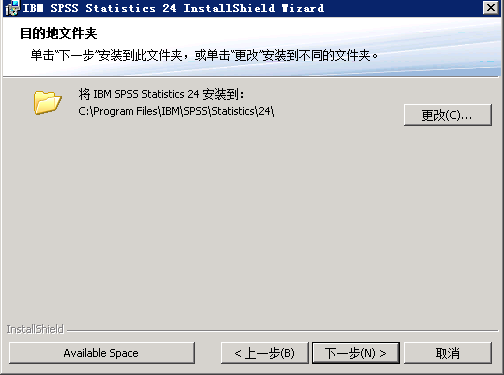 IBM SPSS Statistics 24 InstallShield Wizard
目的地文件夹
单击“下一步”安装到此文件夹，或单击“更改”安装到不同的文件夹。
将 IBM SPSS Statistics 24 安装到：
C:\Program Files\IBM\SPSS\Statistics\24\
更改(C)...
InstallShield
Available Space
< 上一步(B)
下一步(N) >
取消